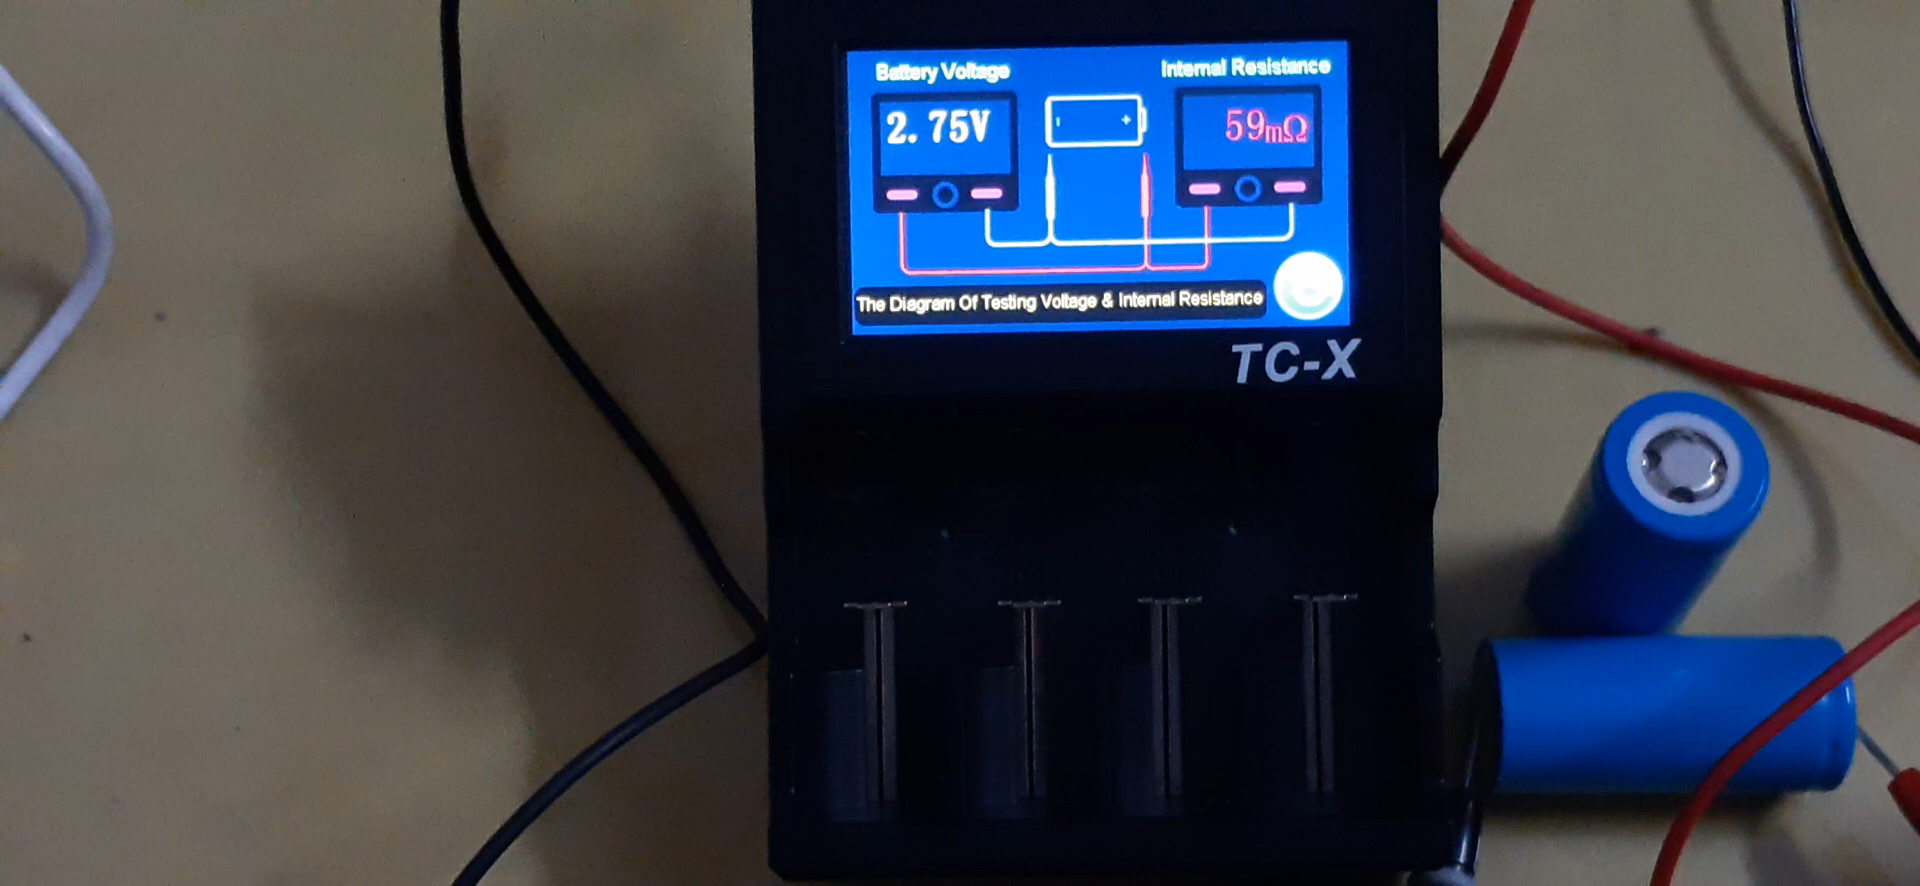 Battery Voltage
Internal Resistance
2.75V
- +
59mΩ
The Diagram Of Testing Voltage & Internal Resistance
TC-X